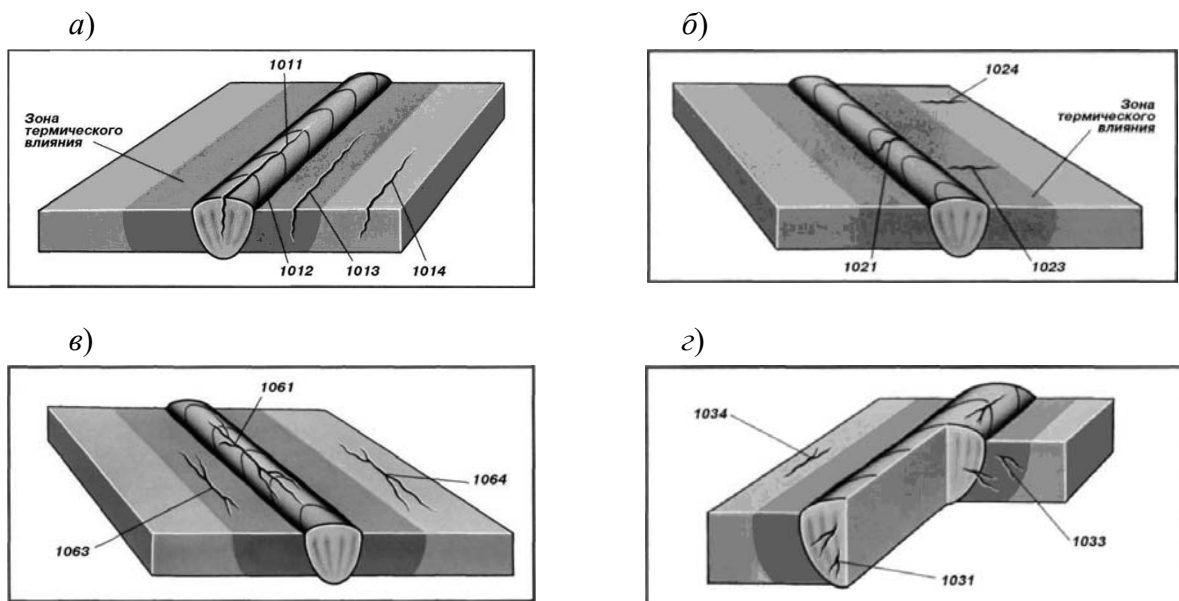 а)
1011
Зона
термического
влияния
1012
1013
1014
б)
1024
Зона
термического
влияния
1021
1023
в)
1061
1064
1063
г)
1034
1033
1031